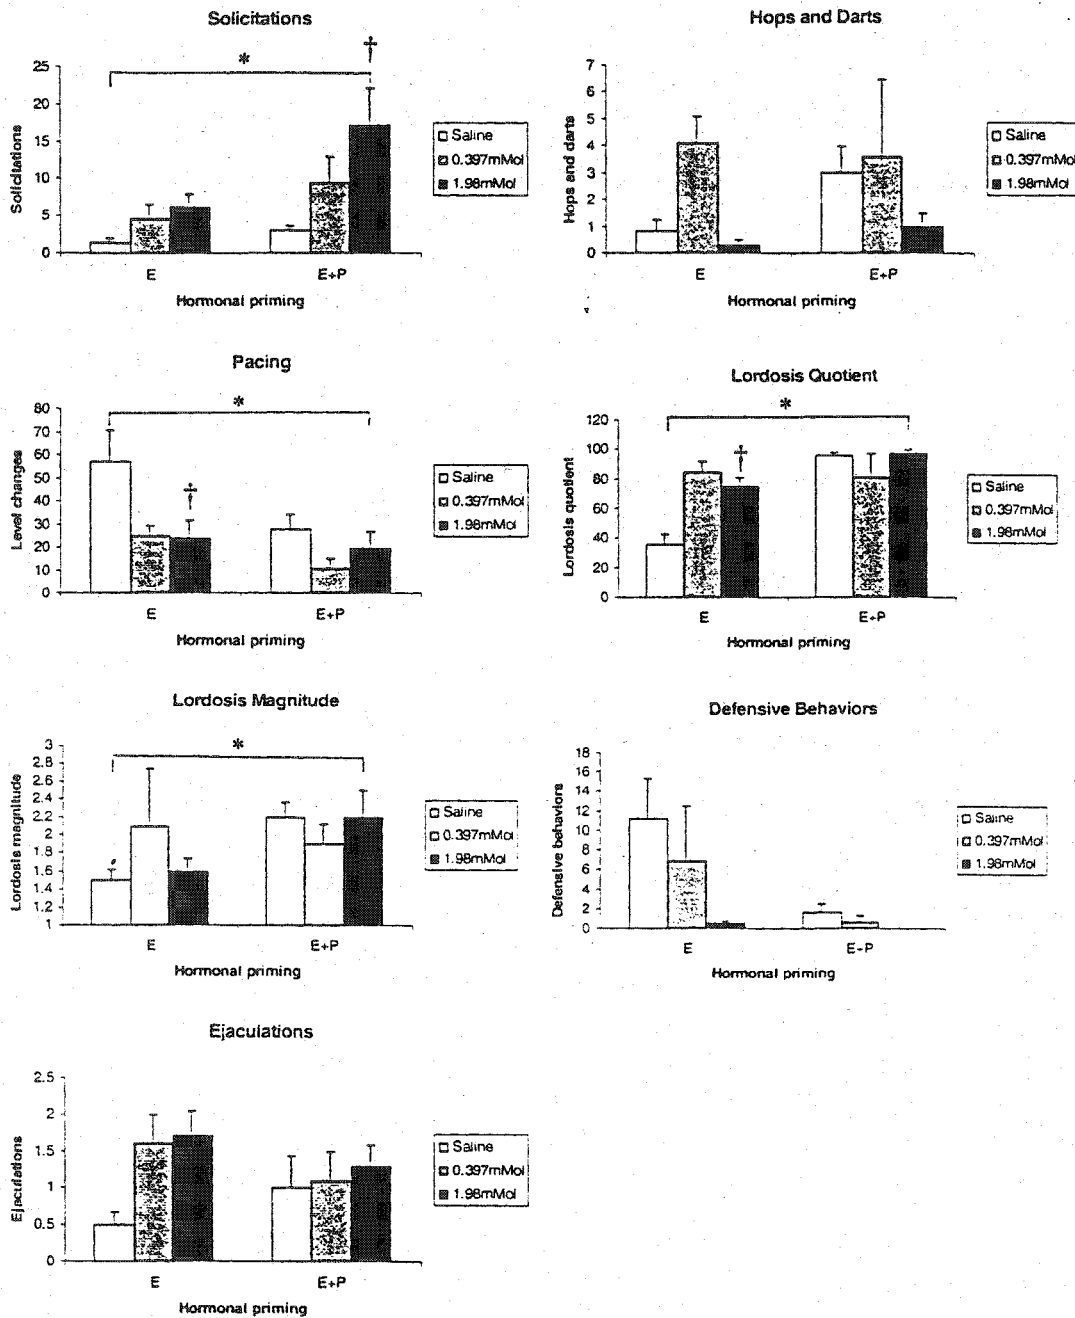 Solicitations
†
*
25
20
15
10
5
0
Solicitations
E
E+P
Hormonal priming
Saline
0.397mMol
1.98mMol
Hops and Darts
7
6
5
4
3
2
1
0
Hops and darts
E
E+P
Hormonal priming
Saline
0.397mMol
1.98mMol
Pacing
*
80
70
60
50
40
30
20
10
0
Level changes
‡
E
E+P
Hormonal priming
Saline
0.397mMol
1.98mMol
Lordosis Quotient
*
120
100
80
60
40
20
0
Lordosis quotient
‡
E
E+P
Hormonal priming
Saline
0.397mMol
1.98mMol
Lordosis Magnitude
*
3
2.8
2.6
2.4
2.2
2
1.8
1.6
1.4
1.2
1
Lordosis magnitude
E
E+P
Hormonal priming
Saline
0.397mMol
1.98mMol
Defensive Behaviors
18
16
14
12
10
8
6
4
2
0
Defensive behaviors
E
E+P
Hormonal priming
Saline
0.397mMol
1.98mMol
Ejaculations
2.5
2
1.5
1
0.5
0
Ejaculations
E
E+P
Hormonal priming
Saline
0.397mMol
1.98mMol